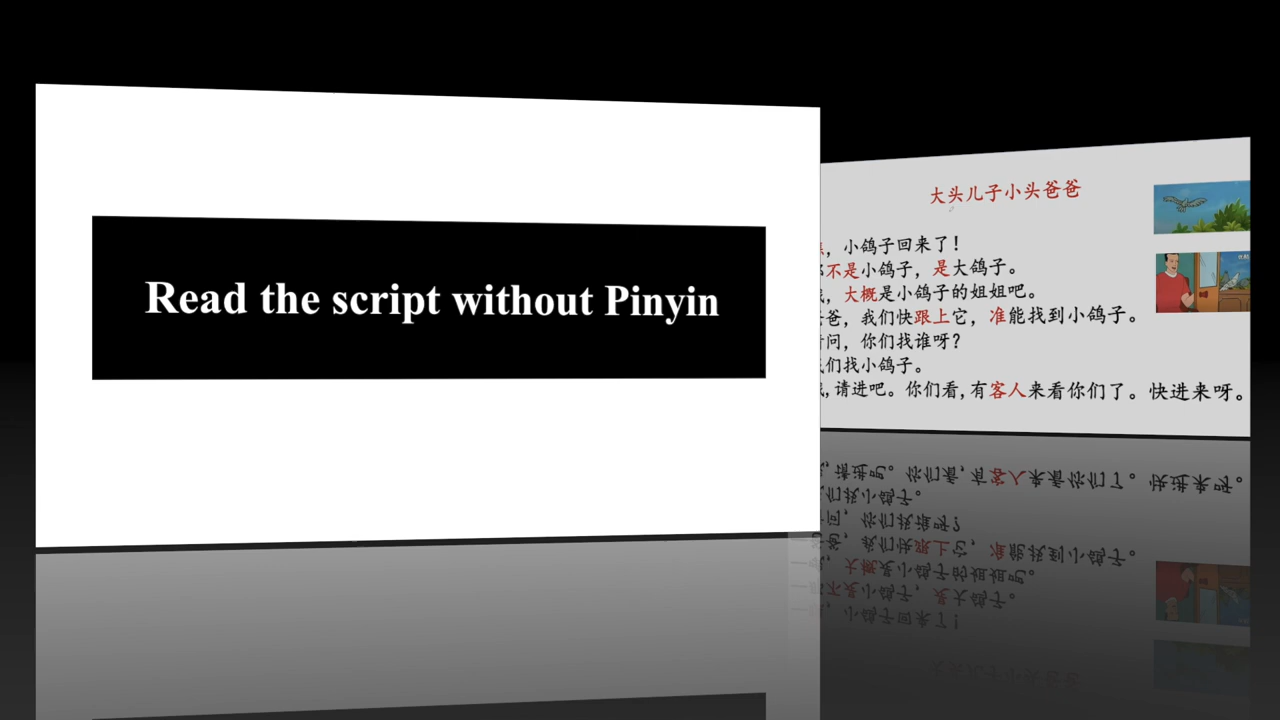 Read the script without Pinyin
大头儿子小头爸爸
，小鸽子回来了！
不是小鸽子，是大鸽子。
，大概是小鸽子的姐姐吧。
爸，我们快跟上它，准能找到小鸽子。
问，你们找谁呀？
们找小鸽子。
，请进吧。你们看，有客人来看你们了。快进来呀。